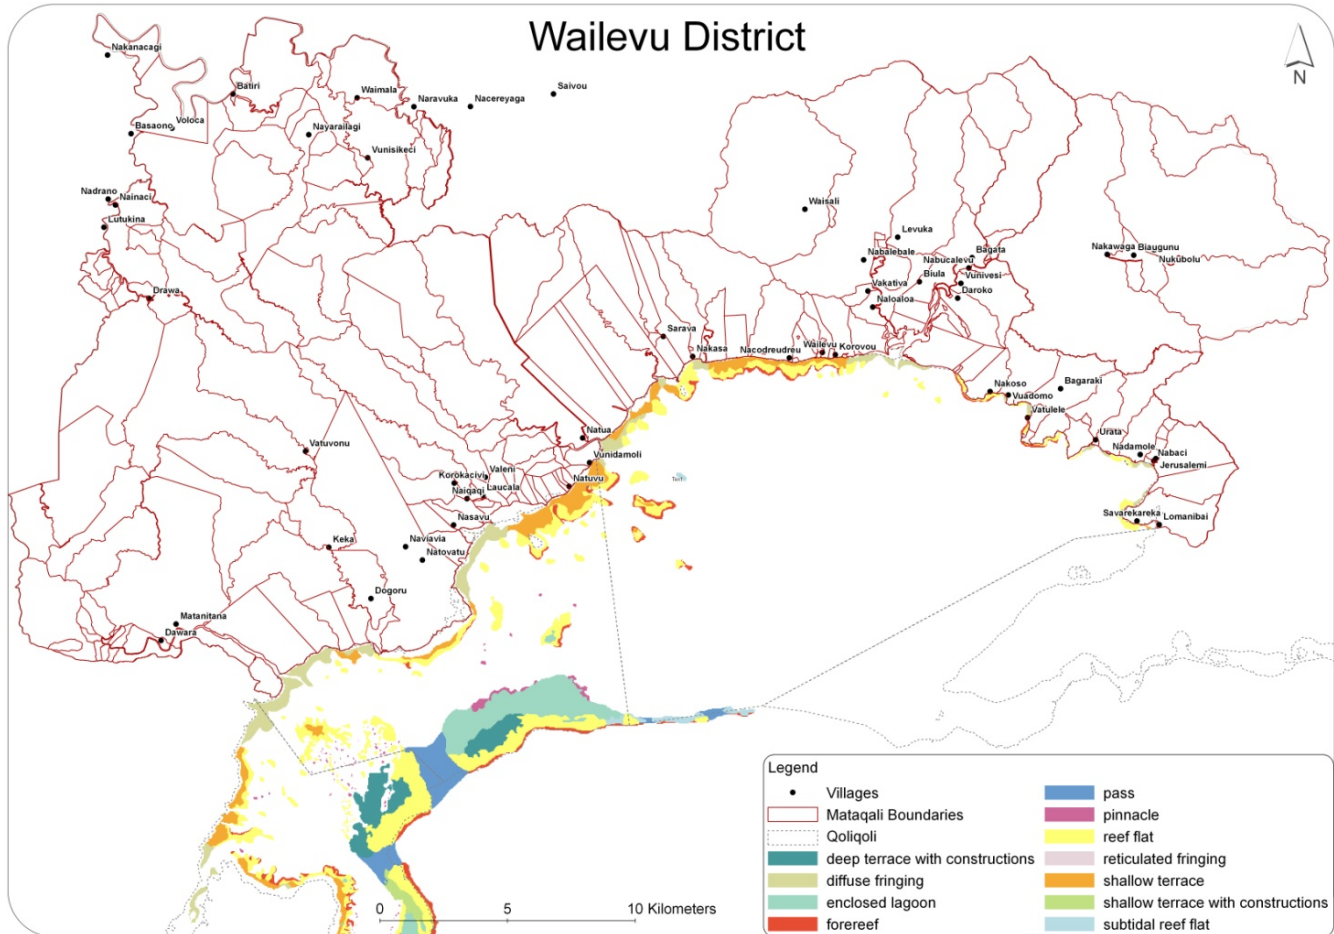 Wailevu District
N
Nakanacagi
Batiri
Waimala
Naravuka
Nacereyaga
Saivou
Voloca
Basaono
Nayarailagi
Vunisikeci
Nadrano
Nainaci
Lutukina
Waisali
Levuka
Nabalebale
Bagata
Nabucalevu
Nakawaga
Biaugunu
Nukubolu
Biula
Vunivesi
Vakativa
Daroko
Naloaloa
Drawa
Sarava
Nakasa
Nacodreudreu
Wailevu
Korovou
Nakoso
Vuadomo
Bagaraki
Vatulele
Natua
Urata
Vatuvonu
Vunidamoli
Nadamole
Nabaci
Jerusalemi
Korokacivi
Valeni
Natuvu
Naiqaqi
Laucala
Savarekareka
Lomanibai
Nasavu
Keka
Naviavia
Natovatu
Dogoru
Matanitana
Dawara
Legend
Villages
Mataqali Boundaries
Qoliqoli
deep terrace with constructions
diffuse fringing
enclosed lagoon
forereef
pass
pinnacle
reef flat
reticulated fringing
shallow terrace
shallow terrace with constructions
subtidal reef flat
0 5 10 Kilometers